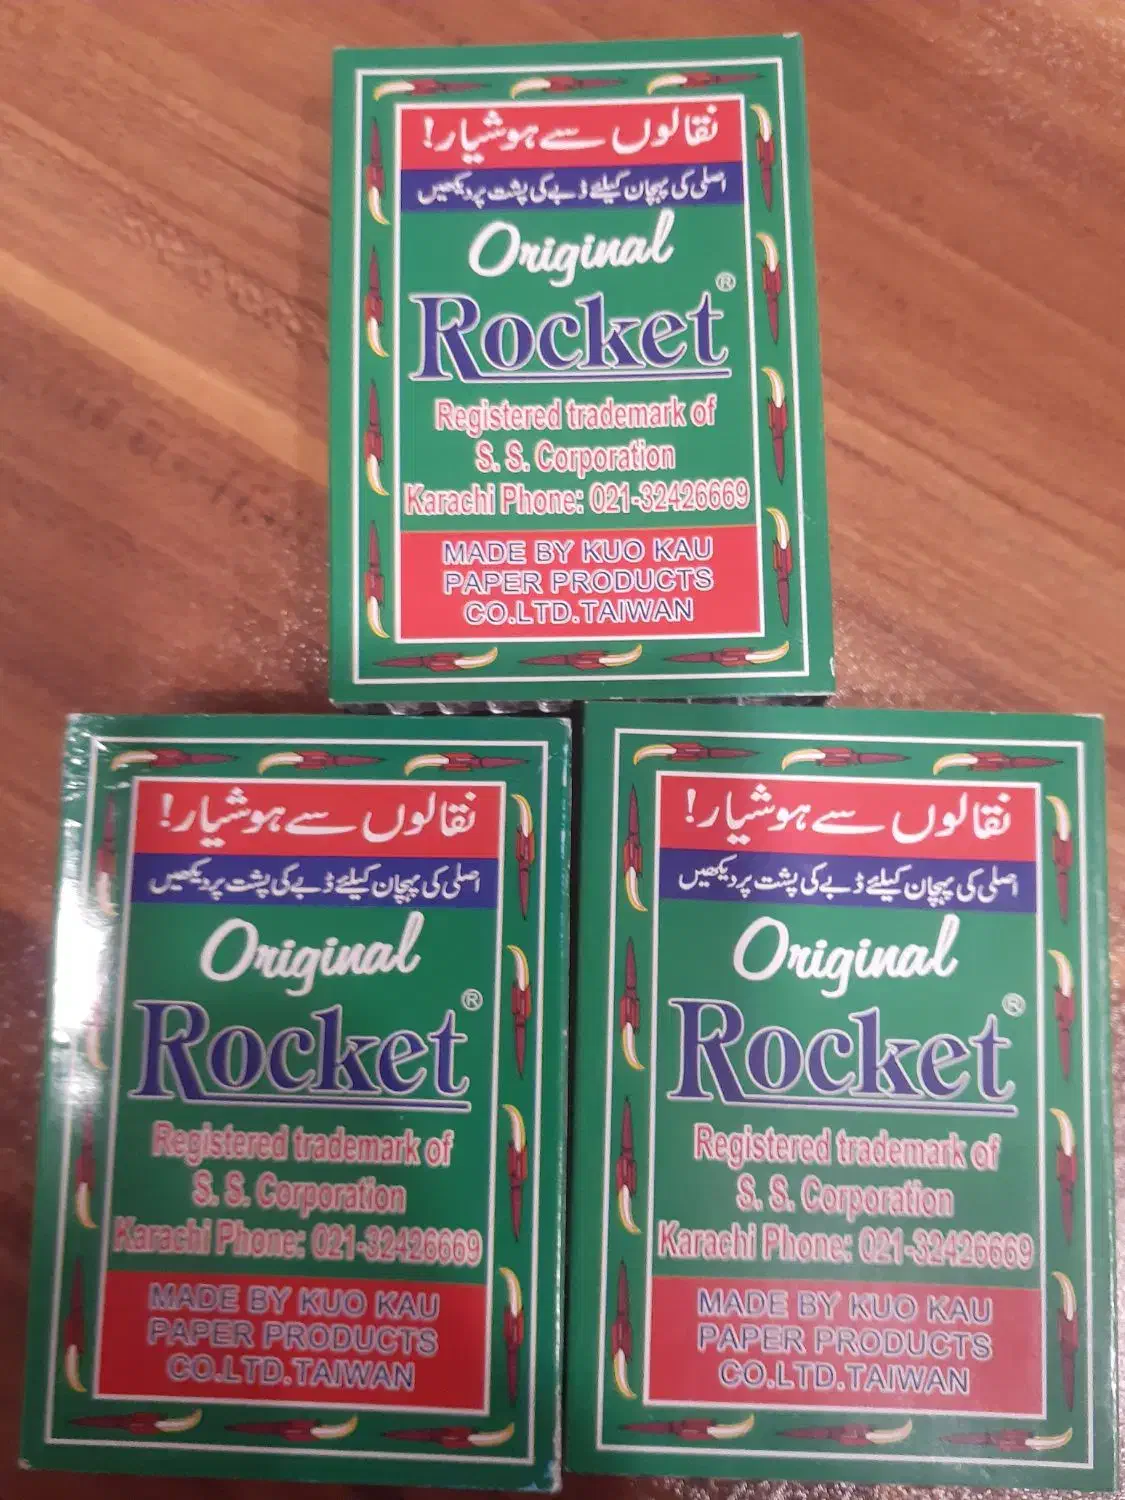 نقالوں سے ہوشیار!
اصلی کی پہچان کیلئے ڈبے کی پشت پر دیکھیں
Original
Rocket®
Registered trademark of
S. S. Corporation
Karachi Phone: 021-32426669
MADE BY KUO KAU
PAPER PRODUCTS
CO.LTD.TAIWAN
نقالوں سے ہوشیار!
اصلی کی پہچان کیلئے ڈبے کی پشت پر دیکھیں
Original
Rocket®
Registered trademark of
S. S. Corporation
Karachi Phone: 021-32426669
MADE BY KUO KAU
PAPER PRODUCTS
CO.LTD.TAIWAN
نقالوں سے ہوشیار!
اصلی کی پہچان کیلئے ڈبے کی پشت پر دیکھیں
Original
Rocket®
Registered trademark of
S. S. Corporation
Karachi Phone: 021-32426669
MADE BY KUO KAU
PAPER PRODUCTS
CO.LTD.TAIWAN